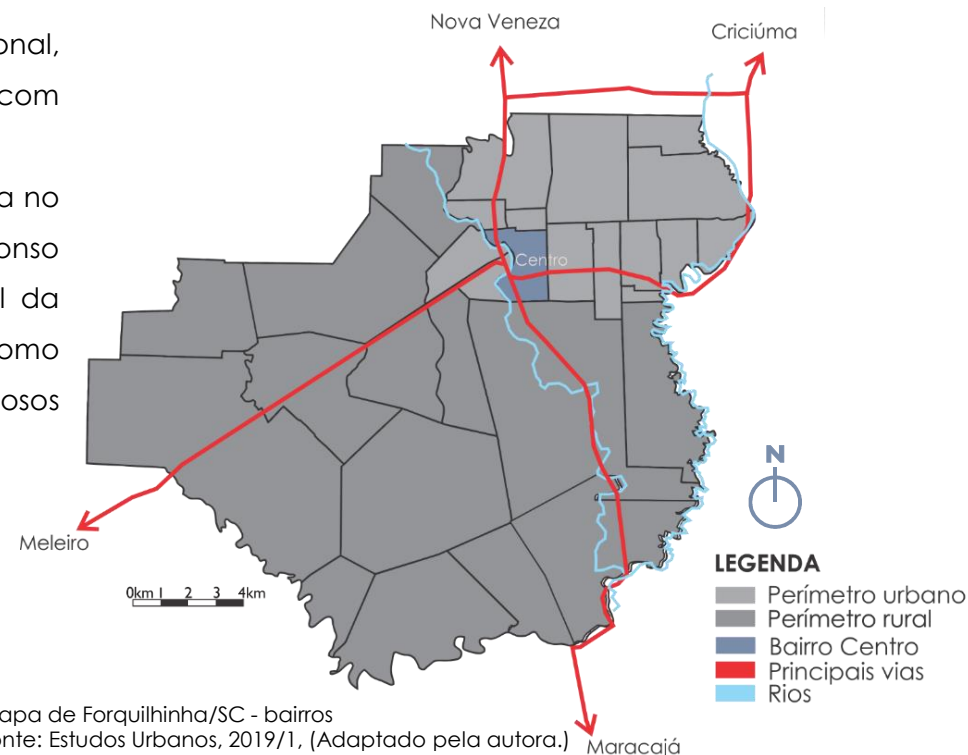 onal,
com
a no
onso
l da
omo
osos
Nova Veneza
Criciúma
Centro
Meleiro
0km 1 2 3 4km
N
LEGENDA
Perímetro urbano
Perímetro rural
Bairro Centro
Principais vias
Rios
Maracajá
apa de Forquilhinha/SC - bairros
onte: Estudos Urbanos, 2019/1, (Adaptado pela autora.)